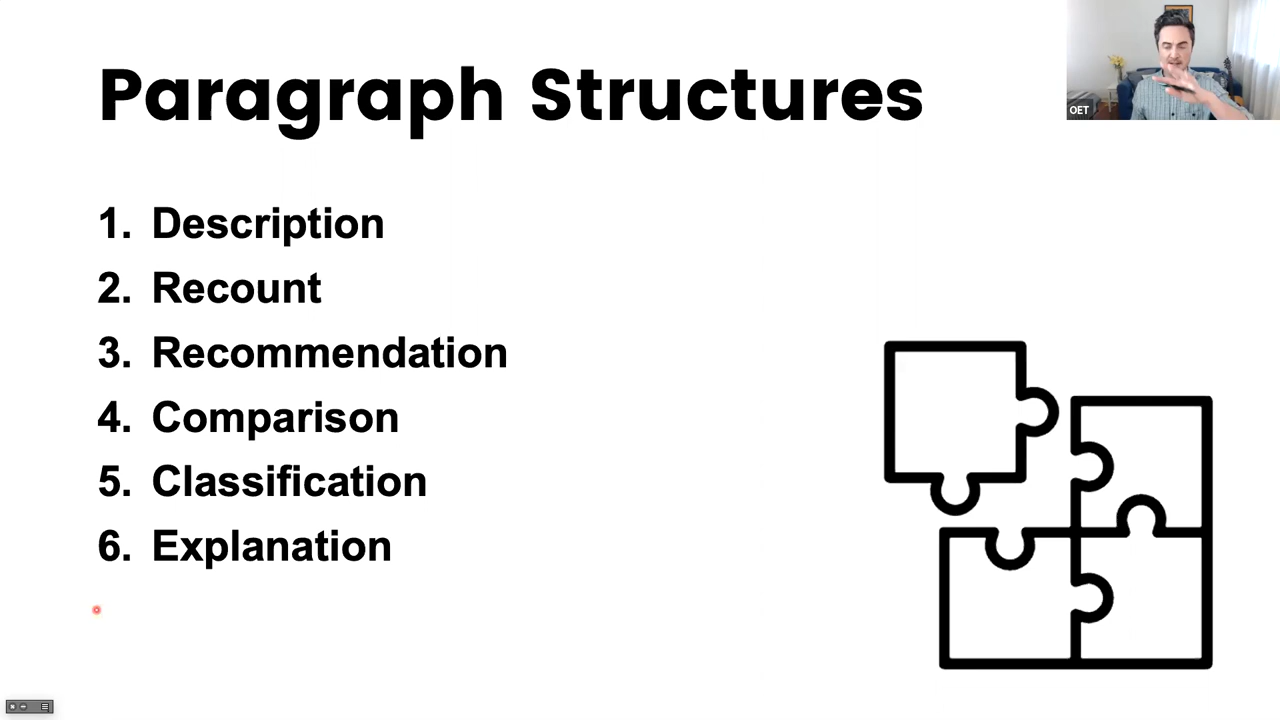 Paragraph Structures
OET
1. Description
2. Recount
3. Recommendation
4. Comparison
5. Classification
6. Explanation